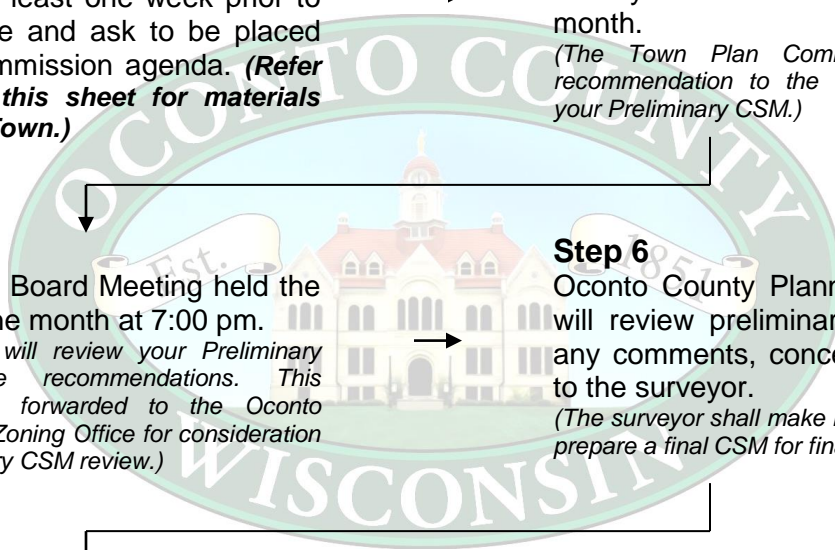 least one week prior to
e and ask to be placed
mmission agenda. (Refer
this sheet for materials
Town.)
month.
(The Town Plan Com
recommendation to the
your Preliminary CSM.)
Board Meeting held the
e month at 7:00 pm.
will review your Preliminary
e recommendations. This
forwarded to the Oconto
Zoning Office for consideration
ry CSM review.)
Step 6
Oconto County Plann
will review preliminar
any comments, conce
to the surveyor.
(The surveyor shall make
prepare a final CSM for fina
OCONTO COUNTY
Est. 1851
WISCONSIN